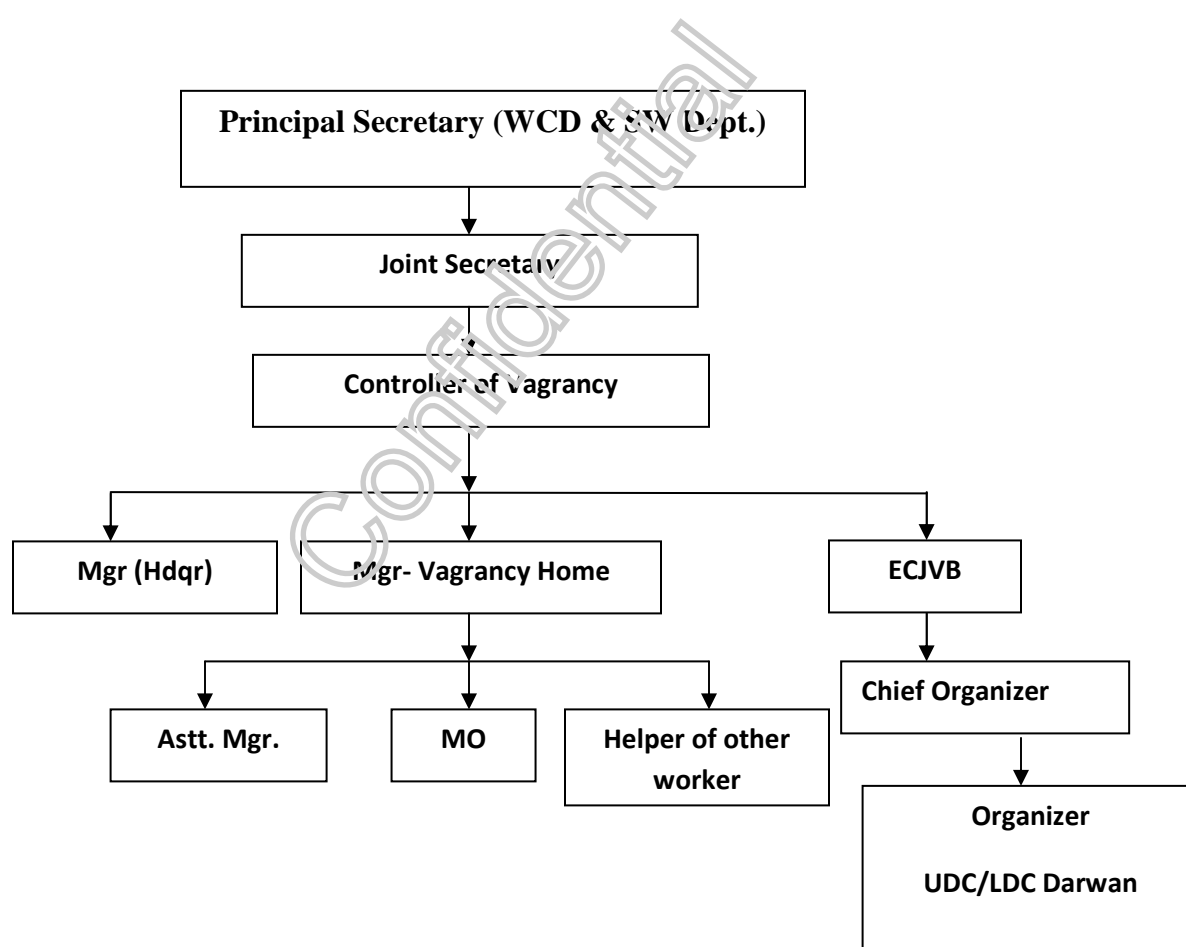 Principal Secretary (WCD & SW Dept.)
Joint Secretary
Controller of Vagrancy
Mgr (Hdqr)
Mgr- Vagrancy Home
ECJVB
Chief Organizer
Astt. Mgr.
MO
Helper of other
worker
Organizer
UDC/LDC Darwan
Confidential